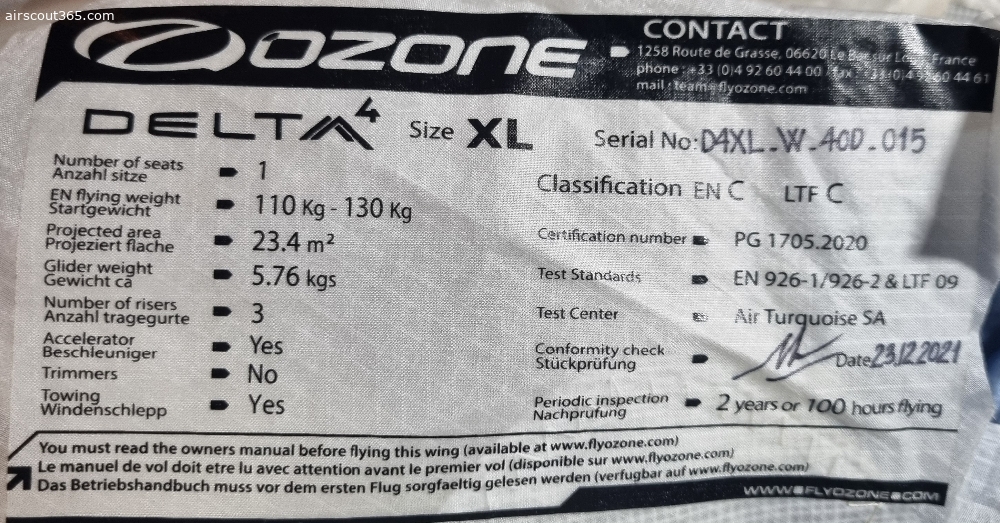 airscout365.com
OZONE
CONTACT
1258 Route de Grasse, 06620 Le Bar sur Loup, France
phone : +33 (0)4 92 60 44 00 fax : +33 (0)4 92 60 44 61
mail : team@flyozone.com
DELTA 4 Size XL
Serial No: D4XL-W-40D-015
Number of seats
Anzahl sitze
1
EN flying weight
Startgewicht
110 Kg - 130 Kg
Projected area
Projeziert flache
23.4 m²
Glider weight
Gewicht ca
5.76 kgs
Number of risers
Anzahl tragegurte
3
Accelerator
Beschleuniger
Yes
Trimmers
No
Towing
Windenschlepp
Yes
Classification EN C LTF C
Certification number PG 1705.2020
Test Standards EN 926-1/926-2 & LTF 09
Test Center Air Turquoise SA
Conformity check
Stückprüfung
Date 23.12.2021
Periodic inspection
Nachprüfung
2 years or 100 hours flying
You must read the owners manual before flying this wing (available at www.flyozone.com)
Le manuel de vol doit etre lu avec attention avant le premier vol (disponible sur www.flyozone.com)
Das Betriebshandbuch muss vor dem ersten Flug sorgfaeltig gelesen werden (verfugbar auf www.flyozone.com)
WWW.FLYOZONE.COM